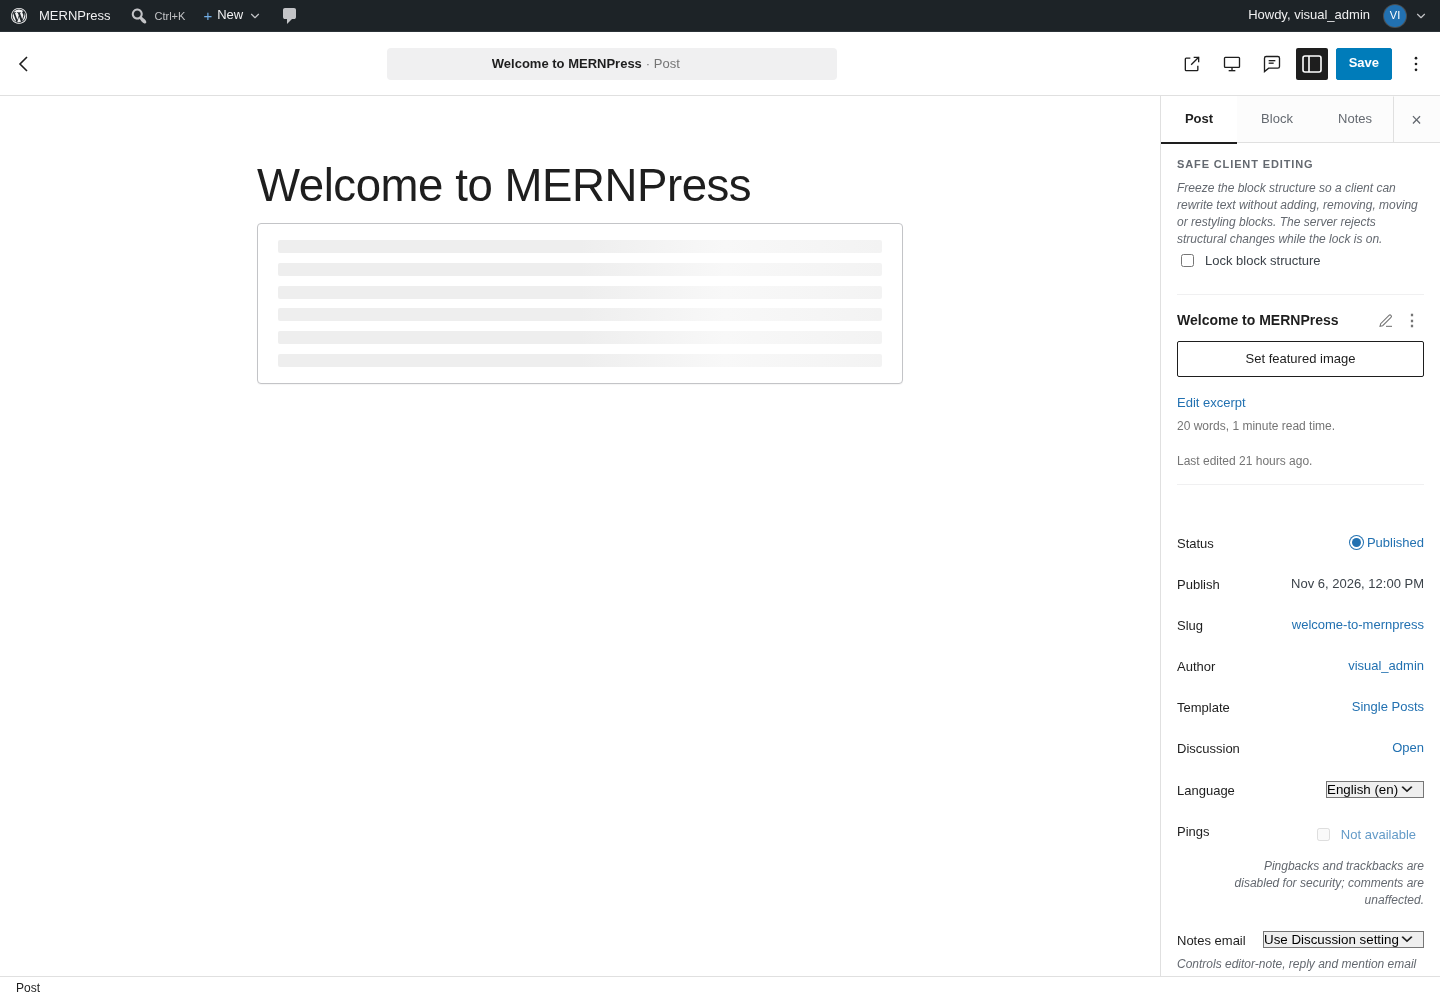 MERNPress Ctrl+K + New Howdy, visual_admin VI
Welcome to MERNPress · Post
Save
Post Block Notes ×
Welcome to MERNPress
SAFE CLIENT EDITING
Freeze the block structure so a client can
rewrite text without adding, removing, moving
or restyling blocks. The server rejects
structural changes while the lock is on.
Lock block structure
Welcome to MERNPress
Set featured image
Edit excerpt
20 words, 1 minute read time.
Last edited 21 hours ago.
Status Published
Publish Nov 6, 2026, 12:00 PM
Slug welcome-to-mernpress
Author visual_admin
Template Single Posts
Discussion Open
Language English (en)
Pings Not available
Pingbacks and trackbacks are
disabled for security; comments are
unaffected.
Notes email Use Discussion setting
Controls editor-note, reply and mention email
Post